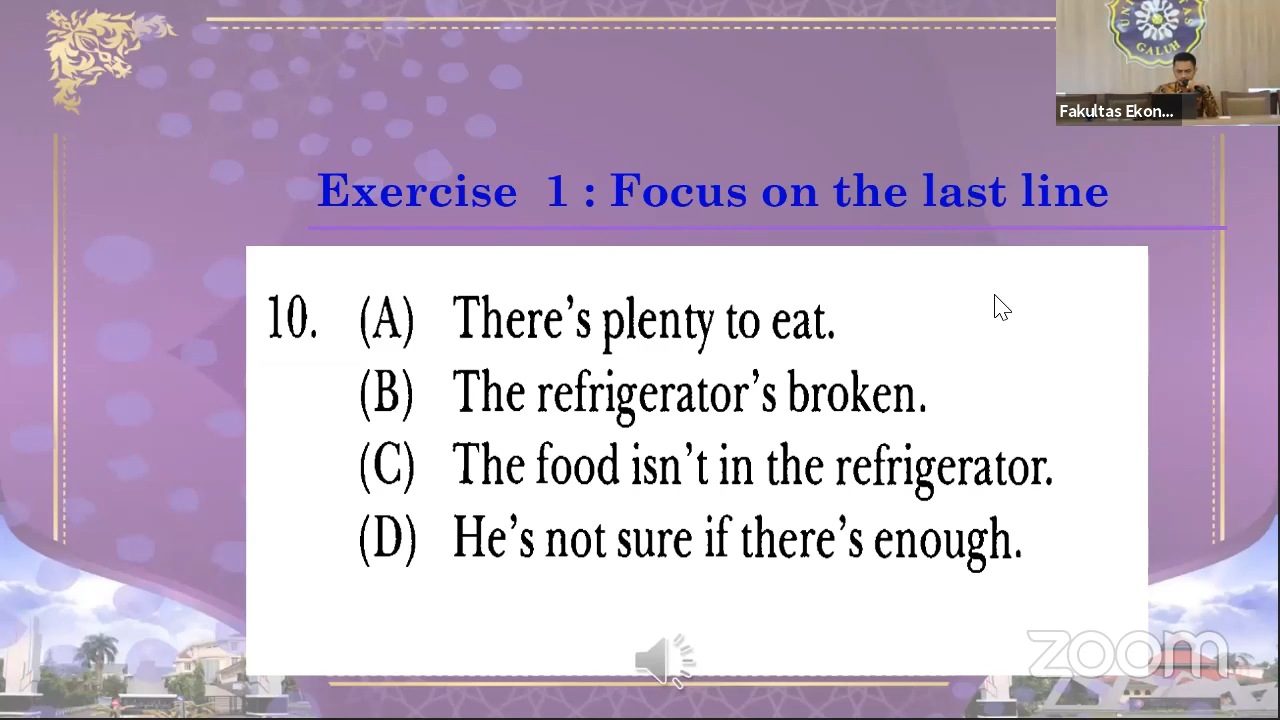 GALUH
Fakultas Ekon...
Exercise 1 : Focus on the last line
10. (A) There's plenty to eat.
(B) The refrigerator's broken.
(C) The food isn't in the refrigerator.
(D) He's not sure if there's enough.
zoom